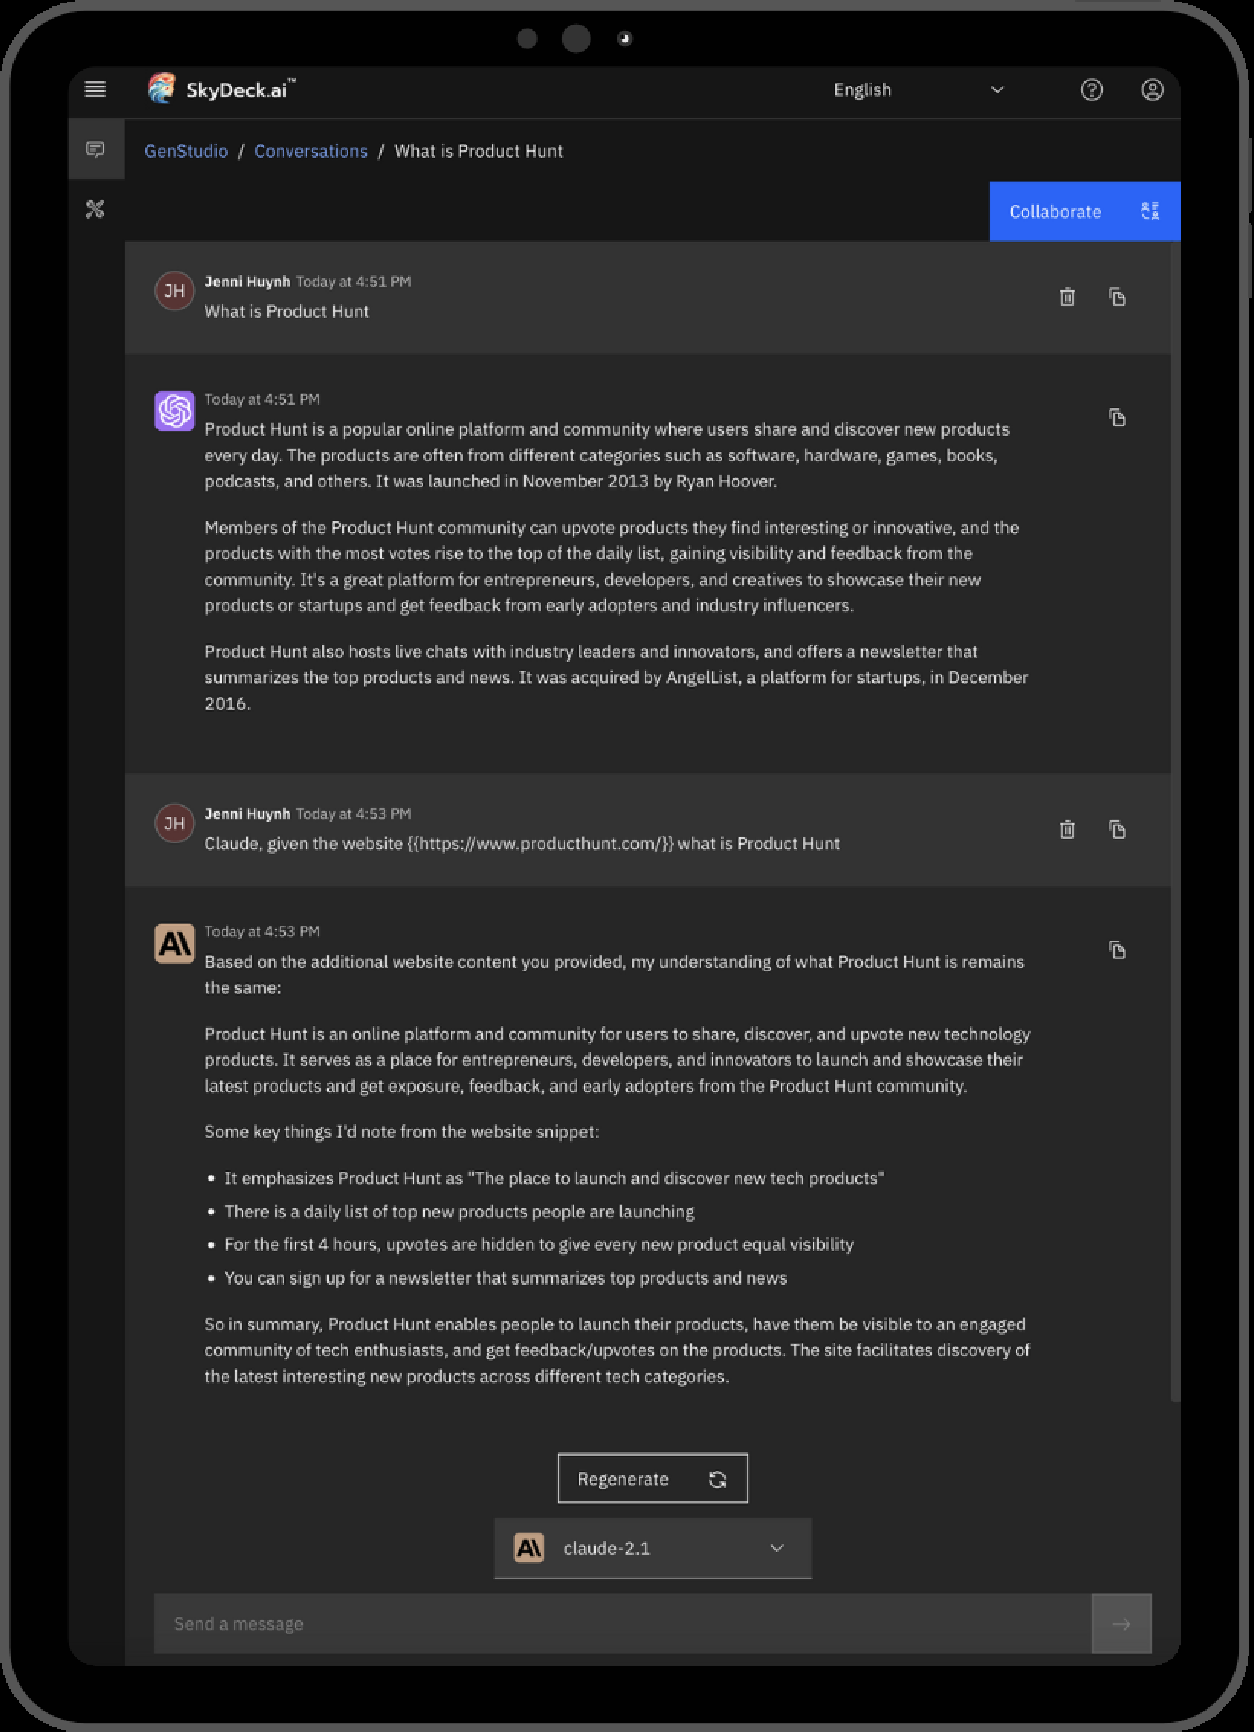 SkyDeck.ai™
English
GenStudio / Conversations / What is Product Hunt
Collaborate
JH
Jenni Huynh Today at 4:51 PM
What is Product Hunt
Today at 4:51 PM
Product Hunt is a popular online platform and community where users share and discover new products
every day. The products are often from different categories such as software, hardware, games, books,
podcasts, and others. It was launched in November 2013 by Ryan Hoover.
Members of the Product Hunt community can upvote products they find interesting or innovative, and the
products with the most votes rise to the top of the daily list, gaining visibility and feedback from the
community. It's a great platform for entrepreneurs, developers, and creatives to showcase their new
products or startups and get feedback from early adopters and industry influencers.
Product Hunt also hosts live chats with industry leaders and innovators, and offers a newsletter that
summarizes the top products and news. It was acquired by AngelList, a platform for startups, in December
2016.
JH
Jenni Huynh Today at 4:53 PM
Claude, given the website {{https://www.producthunt.com/}} what is Product Hunt
Today at 4:53 PM
Based on the additional website content you provided, my understanding of what Product Hunt is remains
the same:
Product Hunt is an online platform and community for users to share, discover, and upvote new technology
products. It serves as a place for entrepreneurs, developers, and innovators to launch and showcase their
latest products and get exposure, feedback, and early adopters from the Product Hunt community.
Some key things I'd note from the website snippet:
• It emphasizes Product Hunt as "The place to launch and discover new tech products"
• There is a daily list of top new products people are launching
• For the first 4 hours, upvotes are hidden to give every new product equal visibility
• You can sign up for a newsletter that summarizes top products and news
So in summary, Product Hunt enables people to launch their products, have them be visible to an engaged
community of tech enthusiasts, and get feedback/upvotes on the products. The site facilitates discovery of
the latest interesting new products across different tech categories.
Regenerate
claude-2.1
Send a message